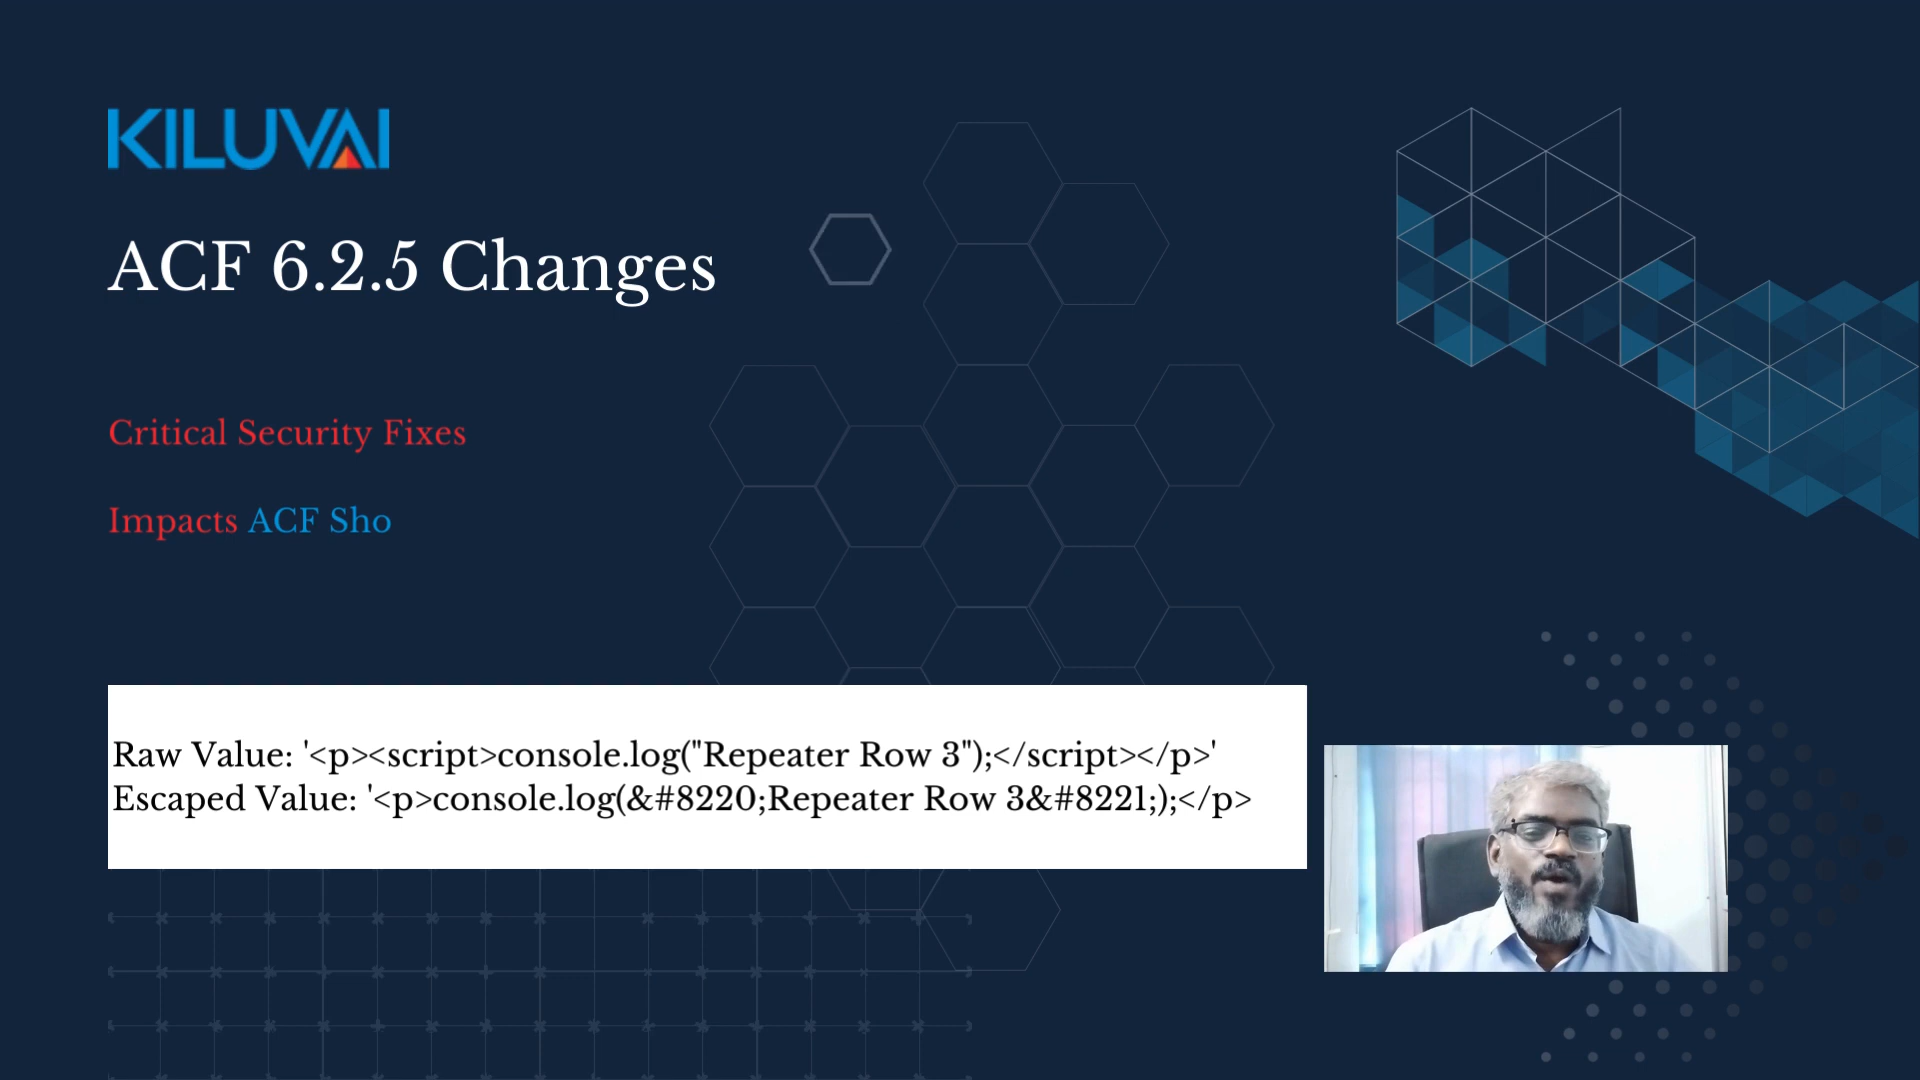 KILUVAI
ACF 6.2.5 Changes
Critical Security Fixes
Impacts ACF Sho
Raw Value: '<p><script>console.log("Repeater Row 3");</script></p>'
Escaped Value: '<p>console.log(&#8220;Repeater Row 3&#8221;);</p>